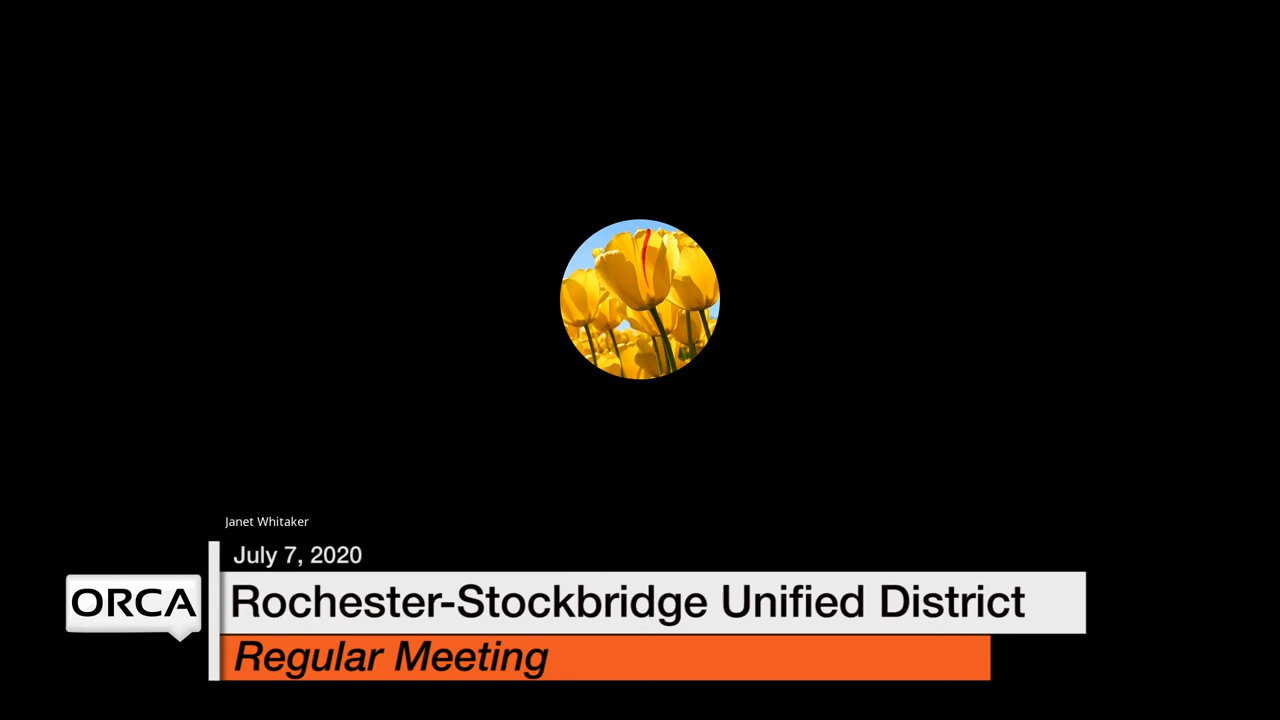 Janet Whitaker
July 7, 2020
ORCA
Rochester-Stockbridge Unified District
Regular Meeting